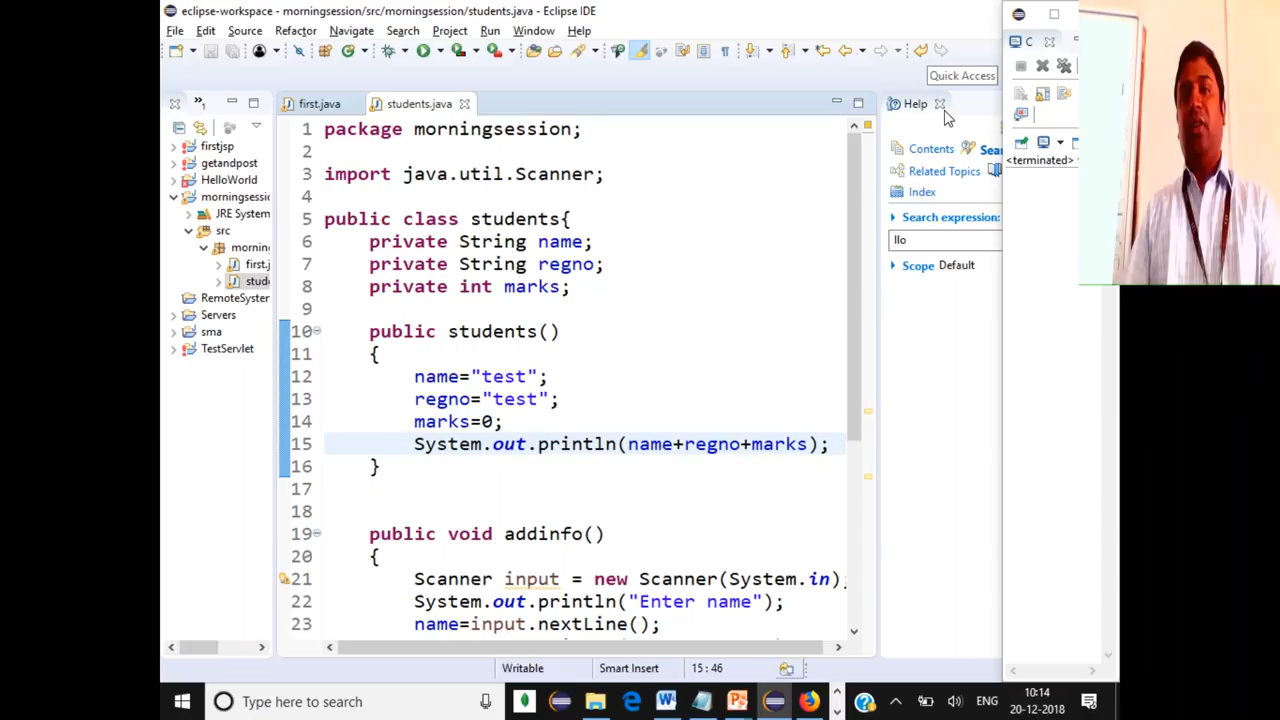 eclipse-workspace - morningsession/src/morningsession/students.java - Eclipse IDE
File Edit Source Refactor Navigate Search Project Run Window Help
Quick Access
first.java
students.java
firstjsp
getandpost
HelloWorld
morningsessi
JRE System
src
morning
first.j
stude
RemoteSyster
Servers
sma
TestServlet
1 package morningsession;
2
3 import java.util.Scanner;
4
5 public class students{
6 private String name;
7 private String regno;
8 private int marks;
9
10 public students()
11 {
12 name="test";
13 regno="test";
14 marks=0;
15 System.out.println(name+regno+marks);
16 }
17
18
19 public void addinfo()
20 {
21 Scanner input = new Scanner(System.in);
22 System.out.println("Enter name");
23 name=input.nextLine();
Help
Contents Sear
Related Topics
Index
Search expression:
llo
Scope Default
C
<terminated>
Writable Smart Insert 15 : 46
Type here to search
ENG
10:14
20-12-2018